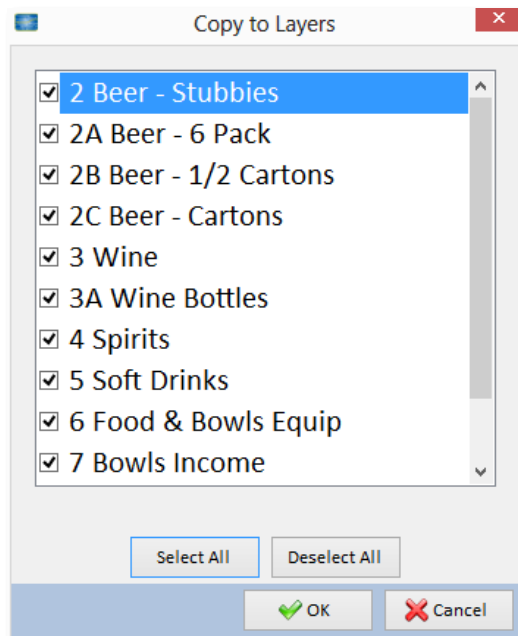 Copy to Layers
2 Beer - Stubbies
2A Beer - 6 Pack
2B Beer - 1/2 Cartons
2C Beer - Cartons
3 Wine
3A Wine Bottles
4 Spirits
5 Soft Drinks
6 Food & Bowls Equip
7 Bowls Income
Select All Deselect All
OK Cancel